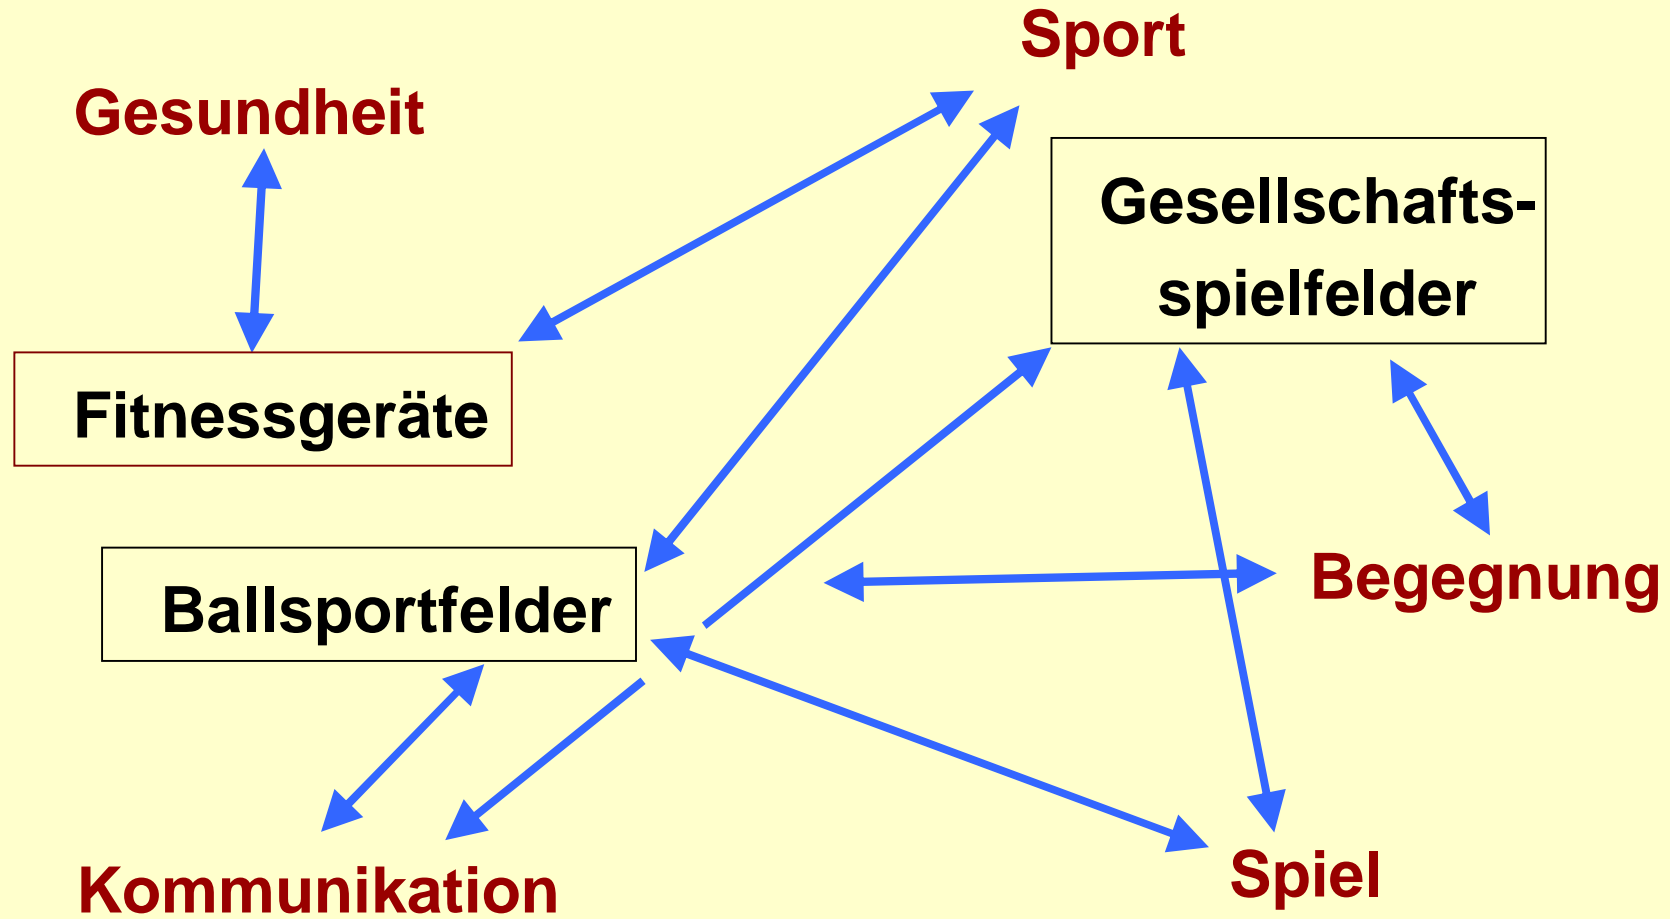 Sport
Gesundheit
Gesellschafts-
spielfelder
Fitnessgeräte
Begegnung
Ballsportfelder
Spiel
Kommunikation